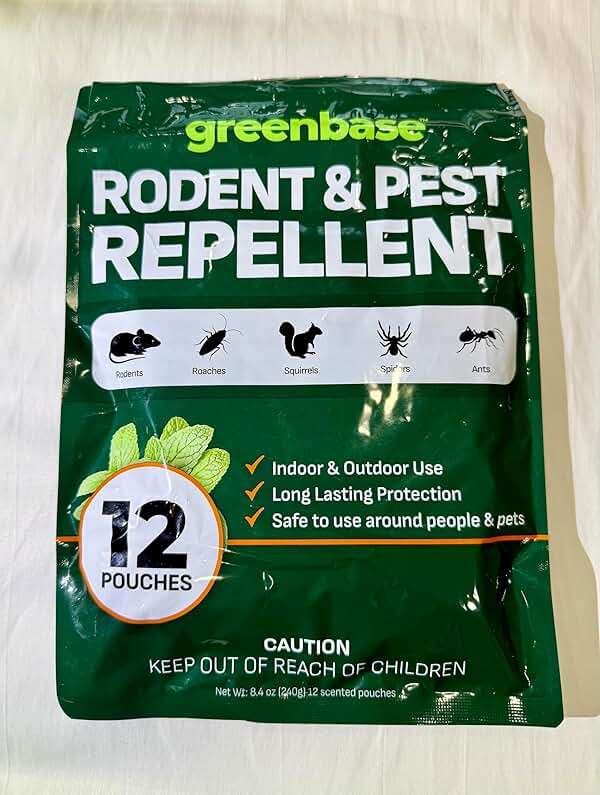 greenbase™
RODENT & PEST
REPELLENT
Rodents Roaches Squirrels Spiders Ants
Indoor & Outdoor Use
Long Lasting Protection
Safe to use around people & pets
12
POUCHES
CAUTION
KEEP OUT OF REACH OF CHILDREN
Net Wt: 8.4 oz (240g) 12 scented pouches